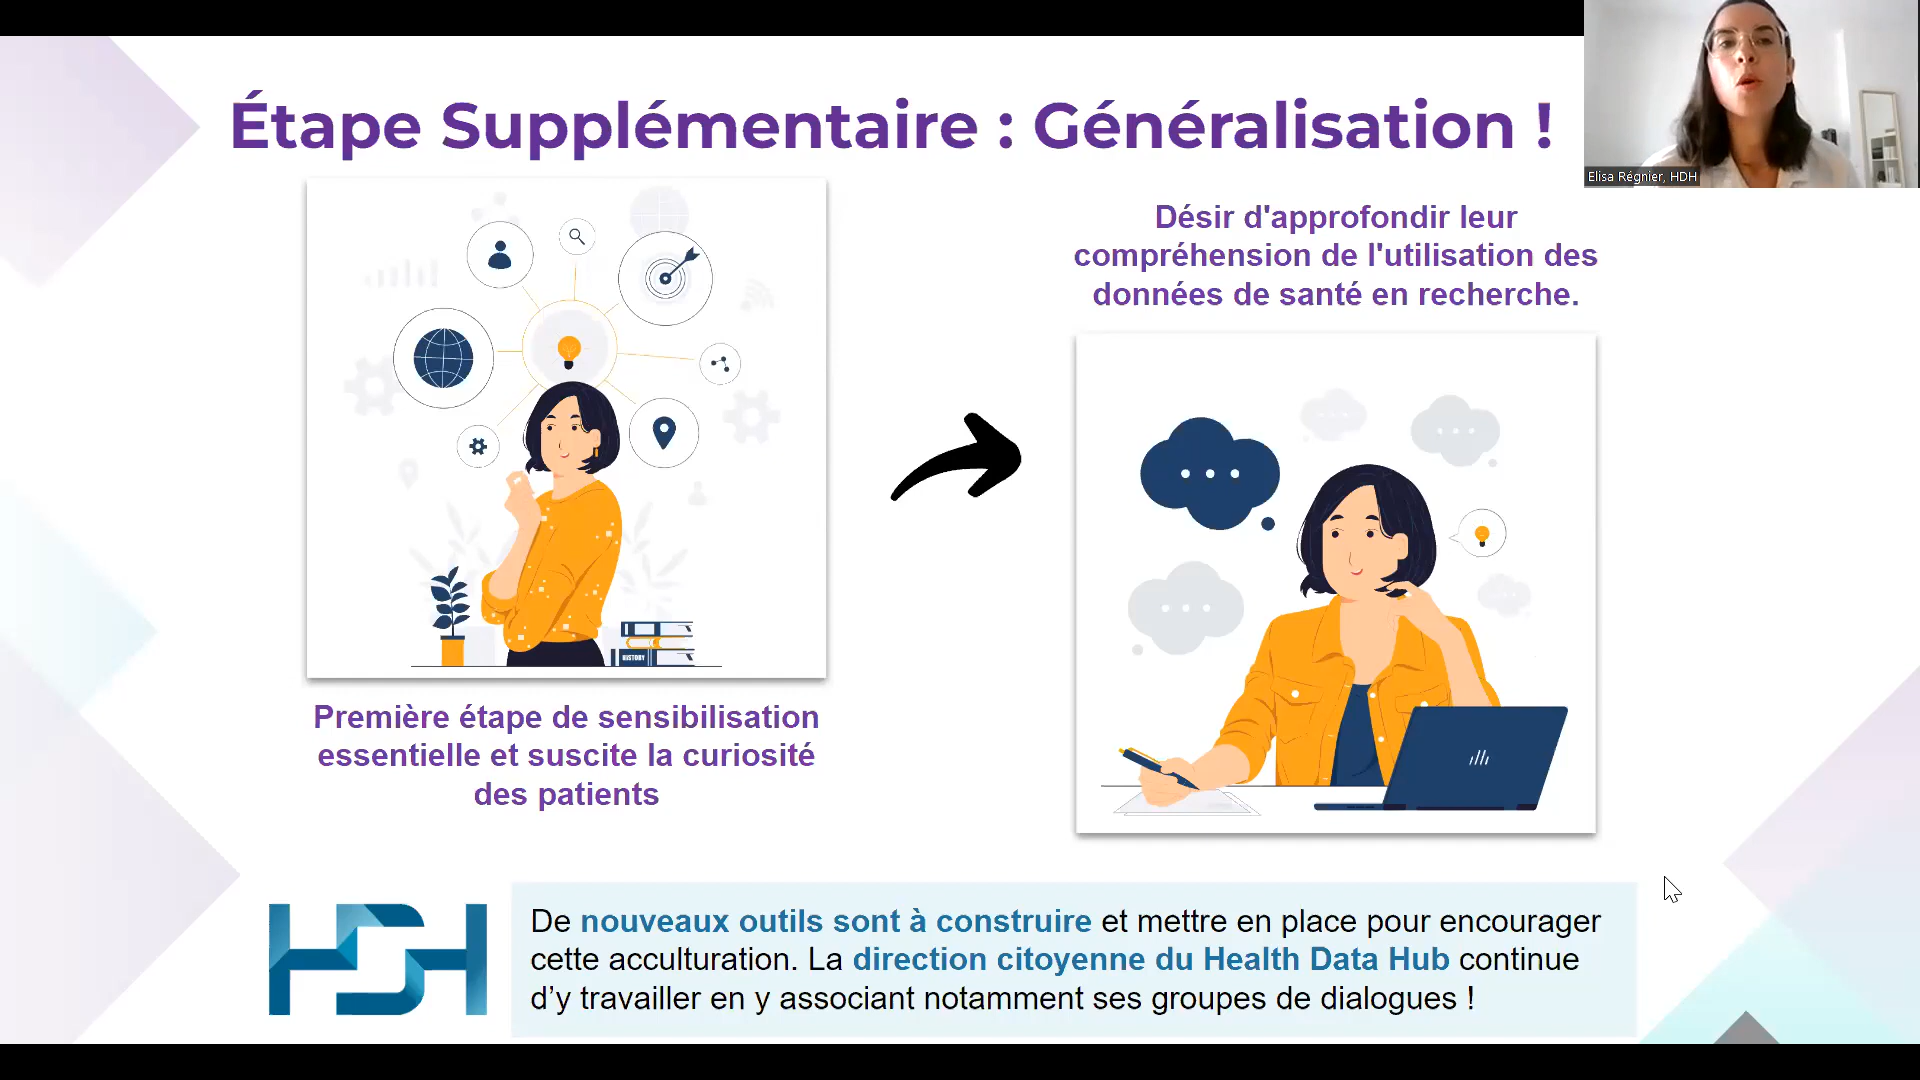 Étape Supplémentaire : Généralisation !
Elisa Régnier, HDH
Désir d'approfondir leur
compréhension de l'utilisation des
données de santé en recherche.
HISTORY
Première étape de sensibilisation
essentielle et suscite la curiosité
des patients
HDH
De nouveaux outils sont à construire et mettre en place pour encourager
cette acculturation. La direction citoyenne du Health Data Hub continue
d’y travailler en y associant notamment ses groupes de dialogues !